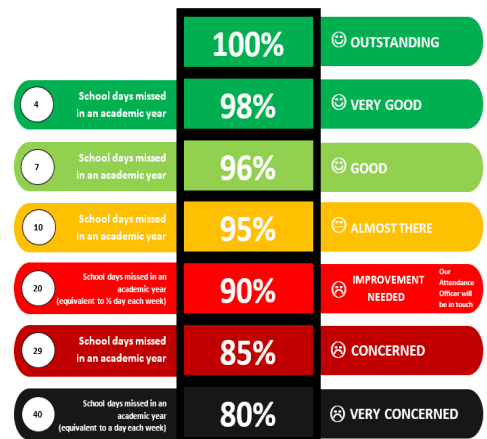 100%
OUTSTANDING
4
School days missed
in an academic year
98%
VERY GOOD
7
School days missed
in an academic year
96%
GOOD
10
School days missed
in an academic year
95%
ALMOST THERE
20
School days missed in an
academic year
(equivalent to ½ day each week)
90%
IMPROVEMENT
NEEDED
Our
Attendance
Officer will
be in touch
29
School days missed
in an academic year
85%
CONCERNED
40
School days missed in an
academic year
(equivalent to a day each week)
80%
VERY CONCERNED